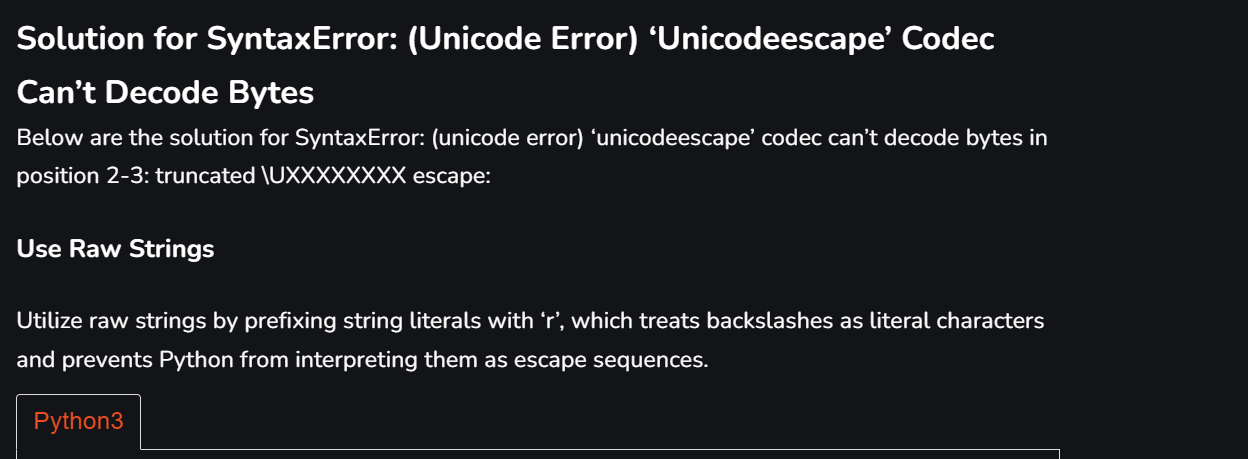 Solution for SyntaxError: (Unicode Error) ‘Unicodeescape’ Codec
Can’t Decode Bytes
Below are the solution for SyntaxError: (unicode error) ‘unicodeescape’ codec can’t decode bytes in
position 2-3: truncated \UXXXXXXXX escape:
Use Raw Strings
Utilize raw strings by prefixing string literals with ‘r’, which treats backslashes as literal characters
and prevents Python from interpreting them as escape sequences.
Python3